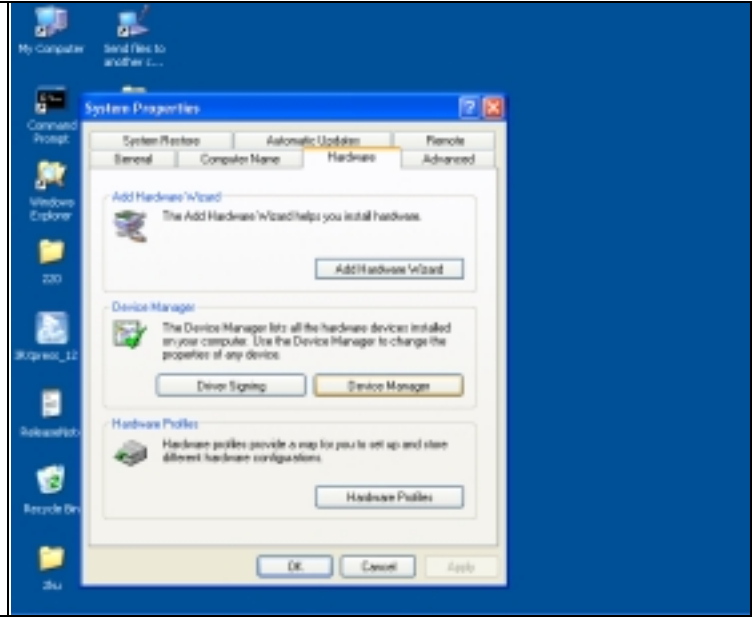 My Computer
Send files to
another c...
Command
Prompt
Windows
Explorer
220
Recycle Bin
System Properties
System Restore
Automatic Updates
Remote
General
Computer Name
Hardware
Advanced
Add Hardware Wizard
The Add Hardware Wizard helps you install hardware.
Add Hardware Wizard
Device Manager
The Device Manager lists all the hardware devices installed
on your computer. Use the Device Manager to change the
properties of any device.
Driver Signing
Device Manager
Hardware Profiles
Hardware profiles provide a way for you to set up and store
different hardware configurations.
Hardware Profiles
OK
Cancel
Apply